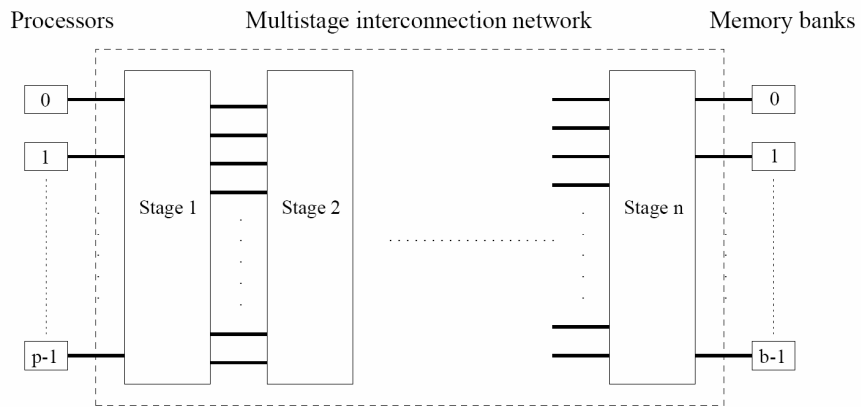 Processors Multistage interconnection network Memory banks
0 0
1 1
Stage 1 Stage 2 Stage n
p-1 b-1